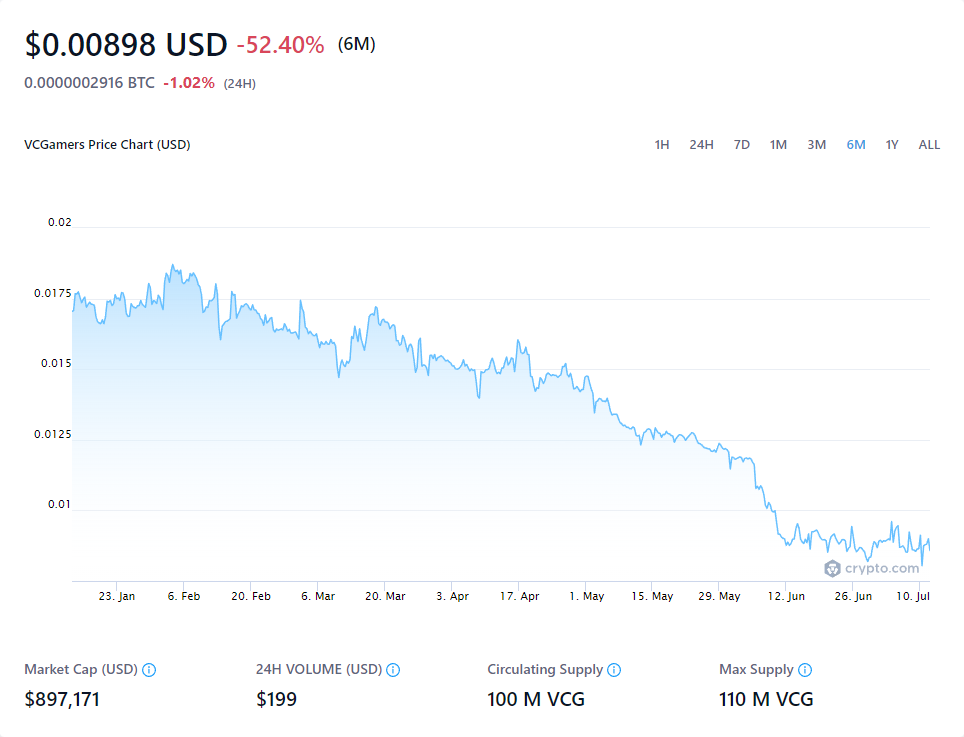 $0.00898 USD -52.40% (6M)
0.0000002916 BTC -1.02% (24H)
VCGamers Price Chart (USD) 1H 24H 7D 1M 3M 6M 1Y ALL
0.02
0.0175
0.015
0.0125
0.01
crypto.com
23. Jan 6. Feb 20. Feb 6. Mar 20. Mar 3. Apr 17. Apr 1. May 15. May 29. May 12. Jun 26. Jun 10. Jul
Market Cap (USD) 24H VOLUME (USD) Circulating Supply Max Supply
$897,171 $199 100 M VCG 110 M VCG